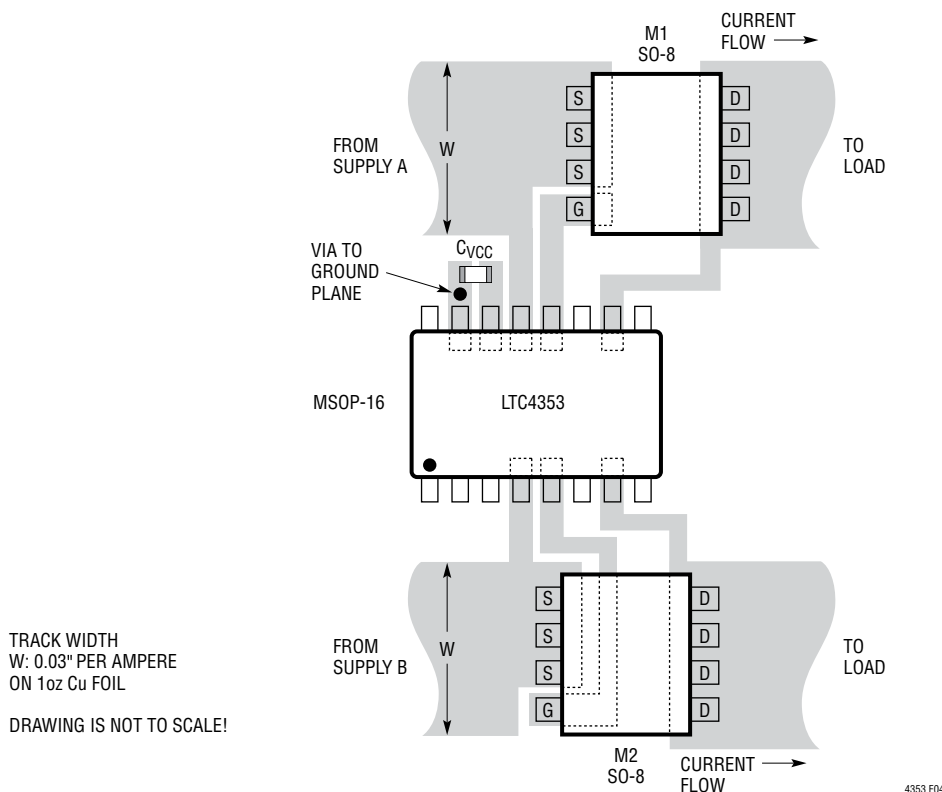 M1
SO-8
CURRENT
FLOW
S
S
S
G
D
D
D
D
FROM
SUPPLY A
W
TO
LOAD
VIA TO
GROUND
PLANE
CVCC
MSOP-16
LTC4353
FROM
SUPPLY B
W
S
S
S
G
D
D
D
D
TO
LOAD
M2
SO-8
CURRENT
FLOW
TRACK WIDTH
W: 0.03" PER AMPERE
ON 1oz Cu FOIL
DRAWING IS NOT TO SCALE!
4353 F04